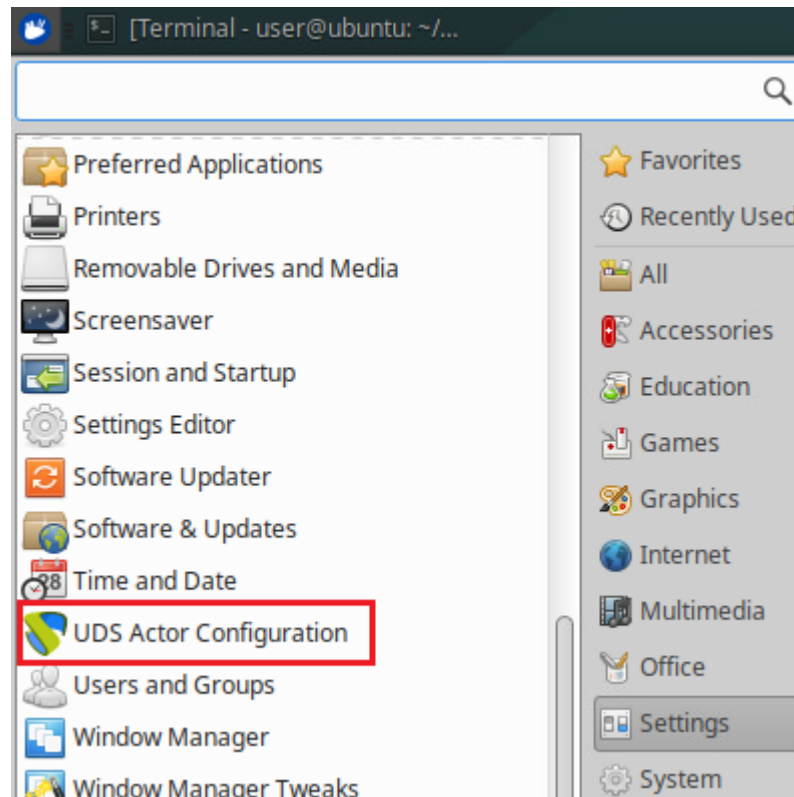 [Terminal - user@ubuntu: ~/...
Preferred Applications
Printers
Removable Drives and Media
Screensaver
Session and Startup
Settings Editor
Software Updater
Software & Updates
28
Time and Date
UDS Actor Configuration
Users and Groups
Window Manager
Window Manager Tweaks
Favorites
Recently Used
All
Accessories
Education
Games
Graphics
Internet
Multimedia
Office
Settings
System